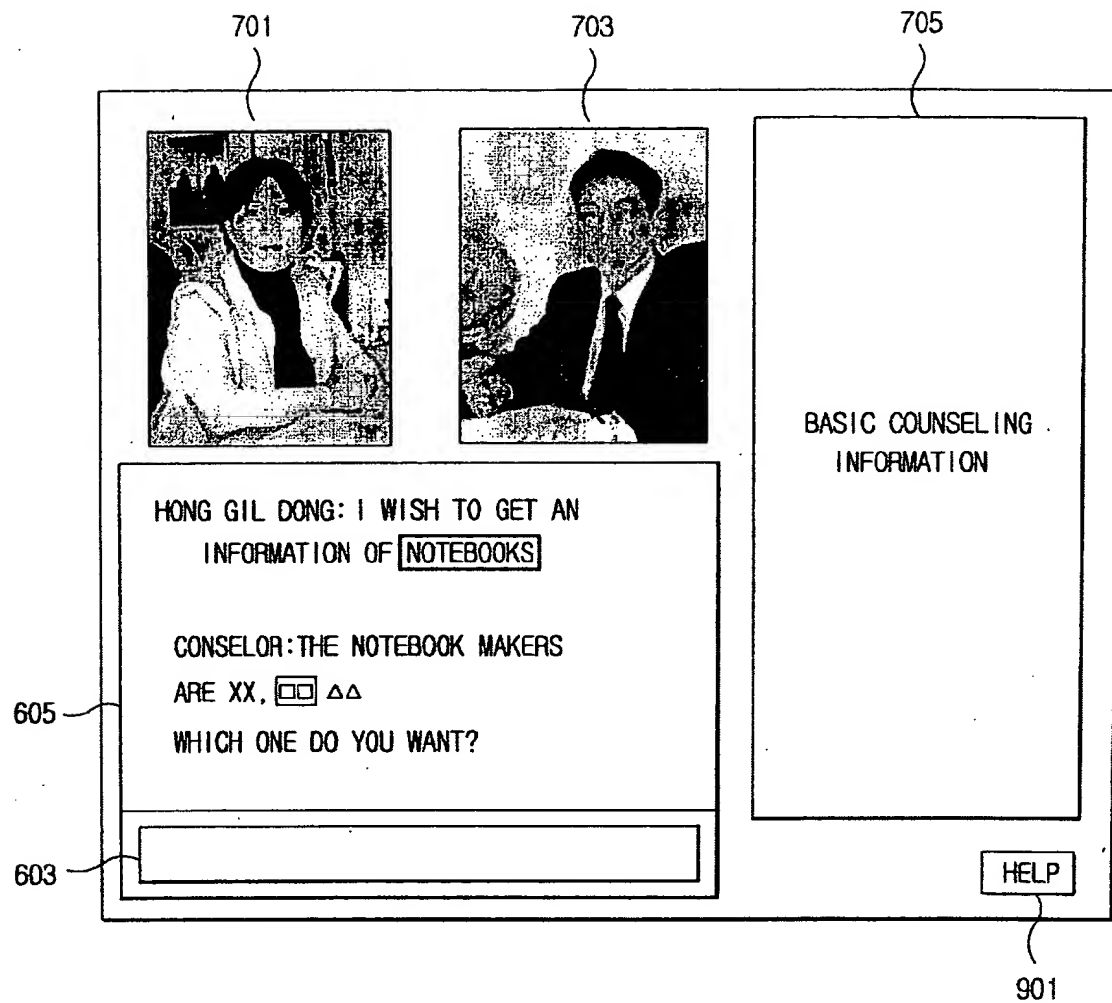 701
703
705
BASIC COUNSELING
INFORMATION
HONG GIL DONG: I WISH TO GET AN
INFORMATION OF NOTEBOOKS
CONSELOR:THE NOTEBOOK MAKERS
ARE XX, □□ △△
WHICH ONE DO YOU WANT?
605
603
HELP
901